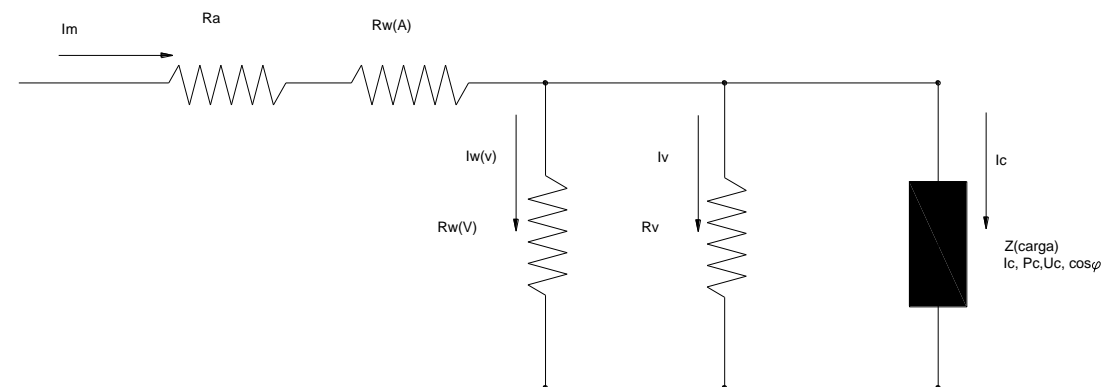 Im
Ra
Rw(A)
Iw(v)
Iv
Ic
Rw(V)
Rv
Z(carga)
Ic, Pc,Uc, cosφ